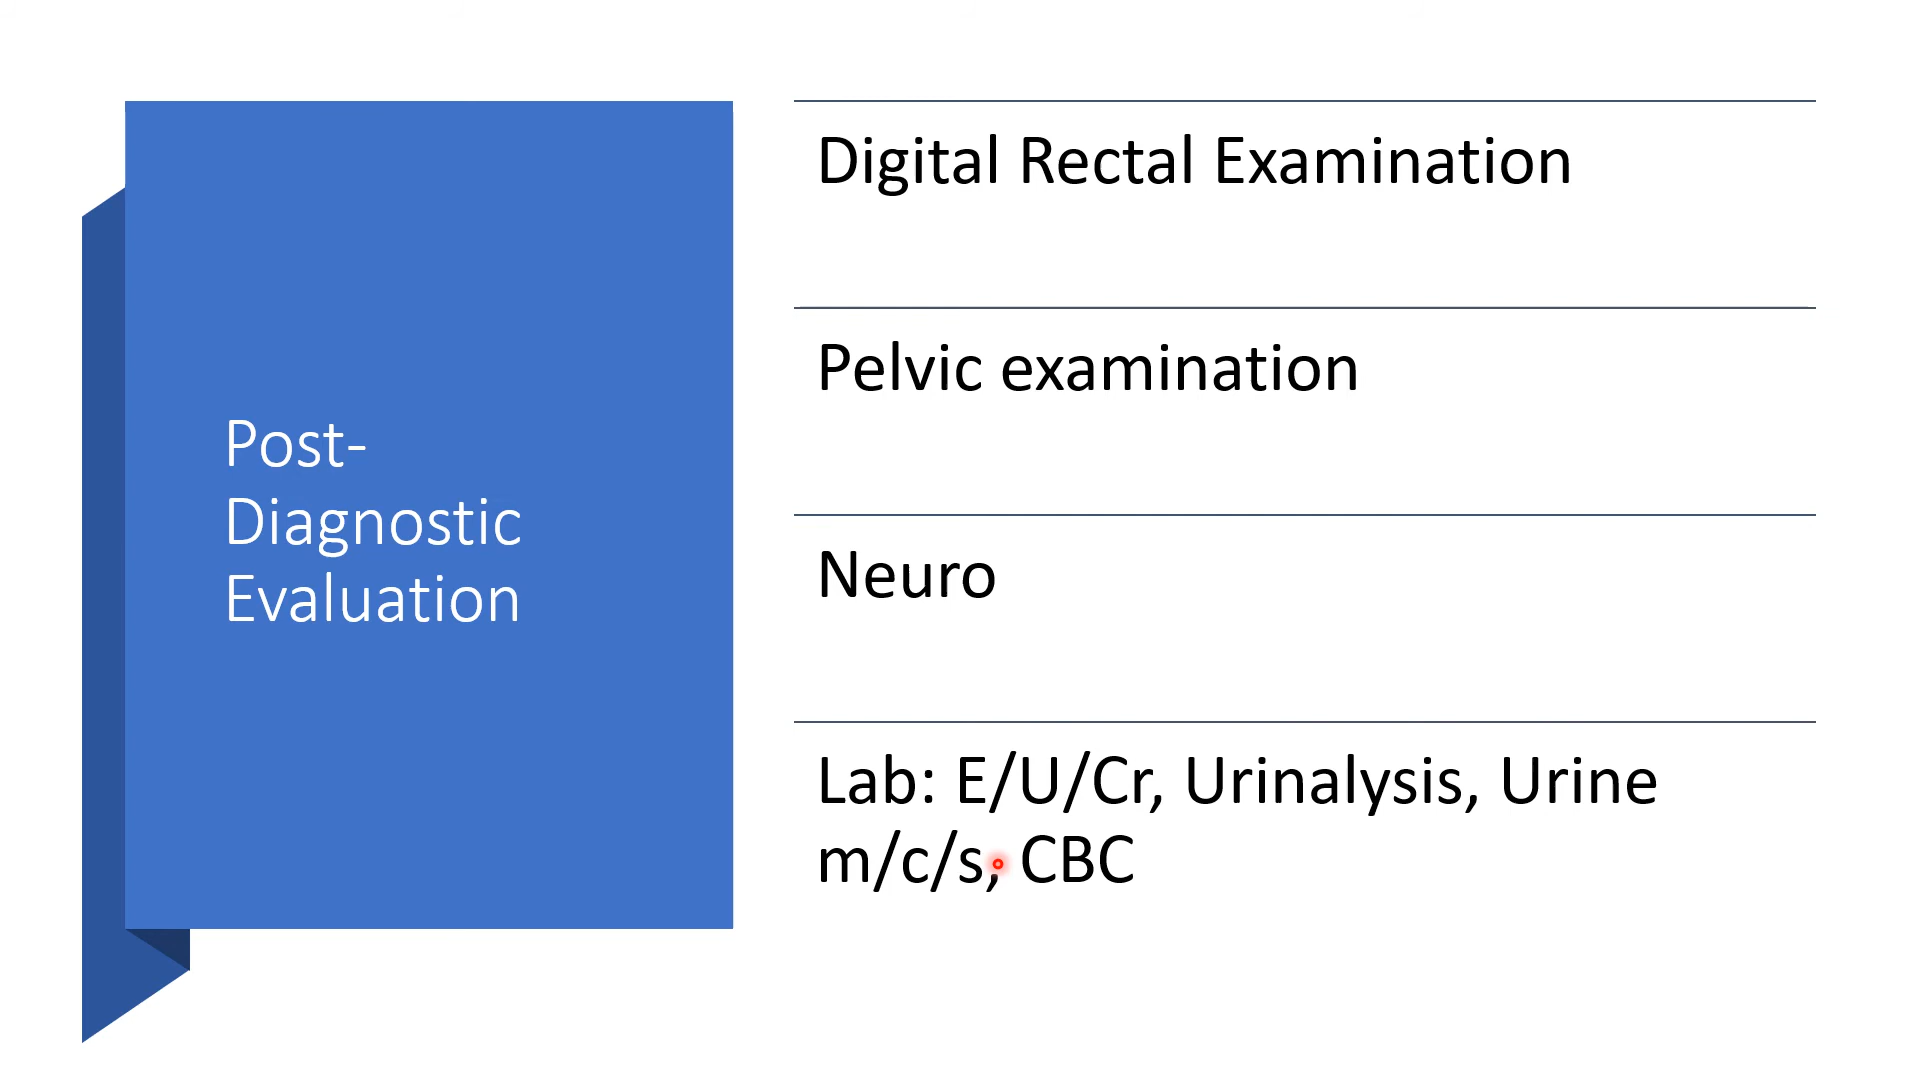 Post-
Diagnostic
Evaluation
Digital Rectal Examination
Pelvic examination
Neuro
Lab: E/U/Cr, Urinalysis, Urine
m/c/s, CBC